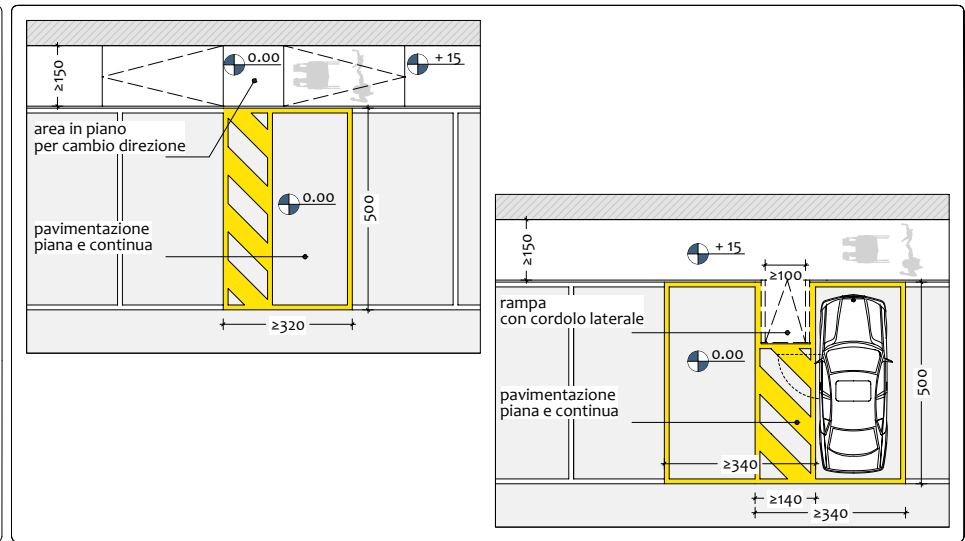 0.00
+ 15
≥150
area in piano
per cambio direzione
0.00
500
pavimentazione
piana e continua
≥320
≥150
+ 15
≥100
rampa
con cordolo laterale
0.00
500
pavimentazione
piana e continua
≥340
≥140
≥340